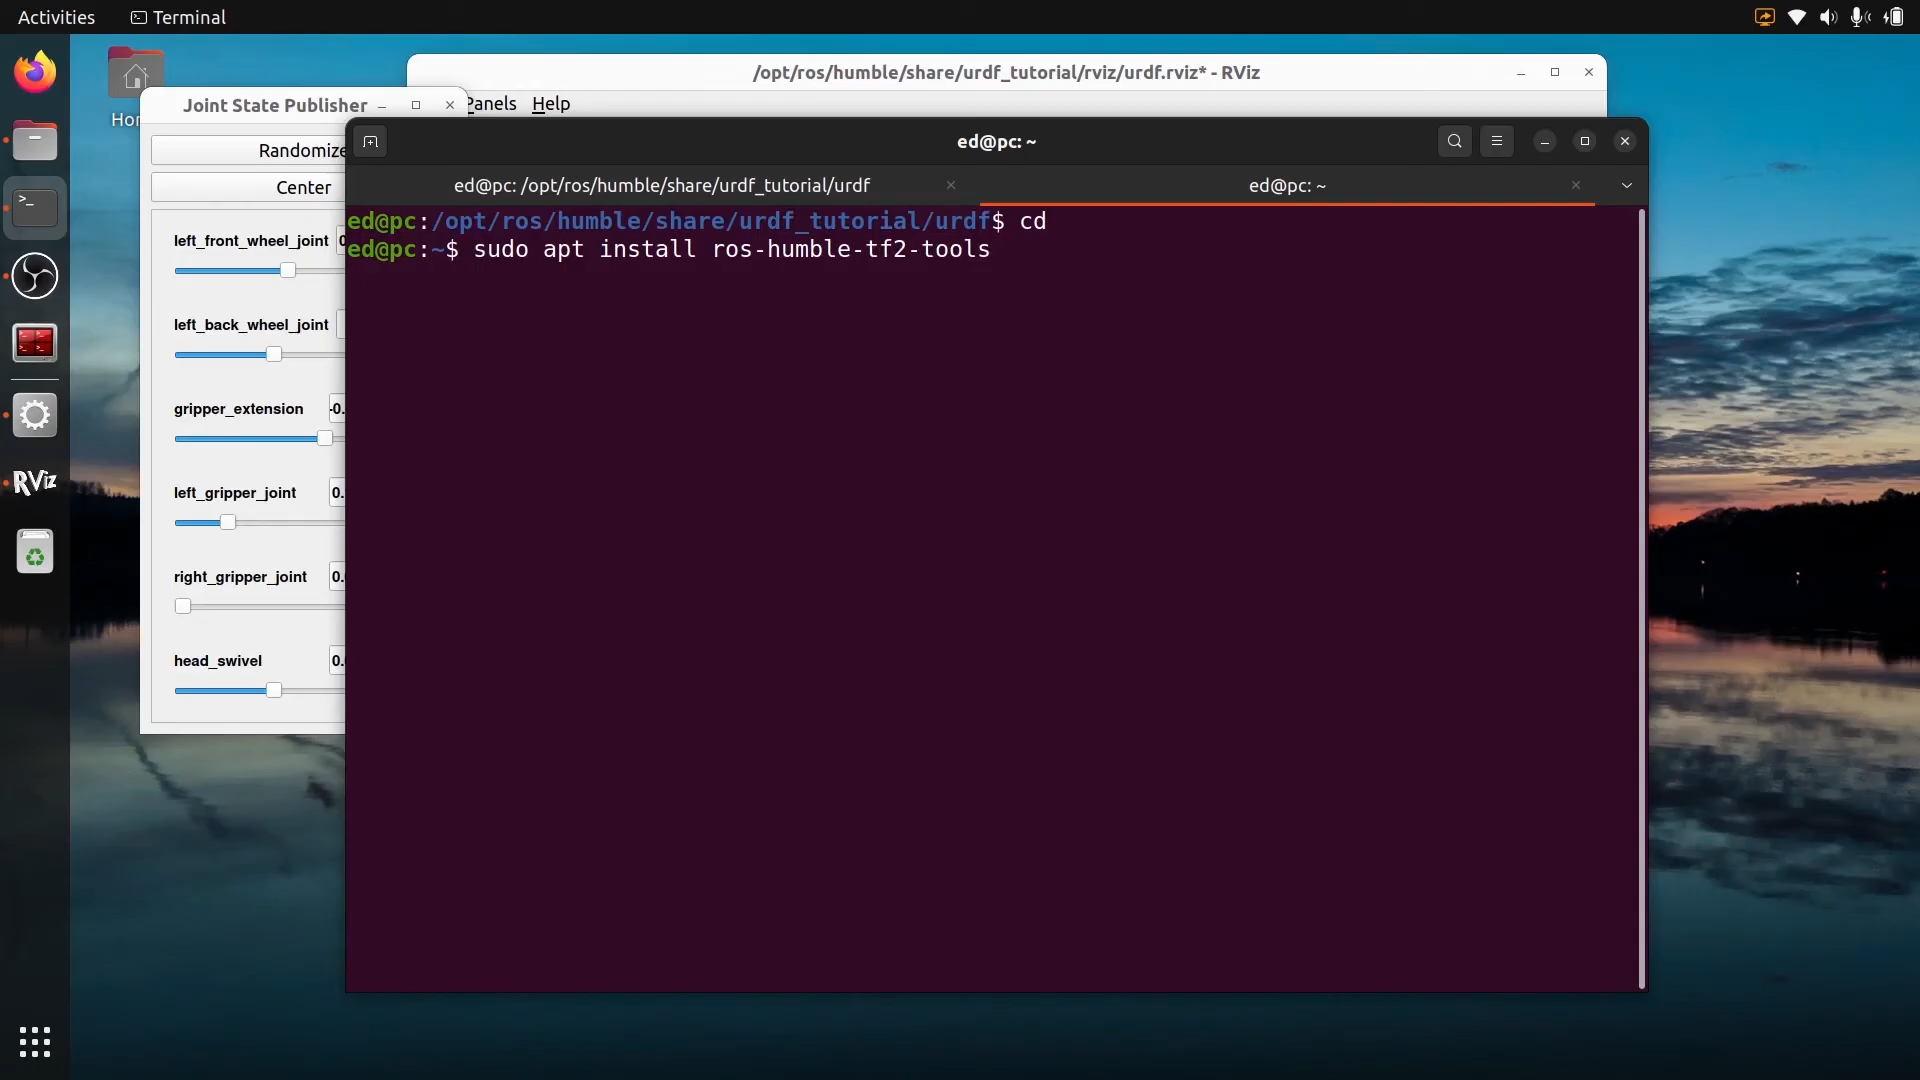 Activities
Terminal
/opt/ros/humble/share/urdf_tutorial/rviz/urdf.rviz* - RViz
Panels Help
Joint State Publisher
Randomize
Center
left_front_wheel_joint
left_back_wheel_joint
gripper_extension -0.
left_gripper_joint 0.
right_gripper_joint 0.
head_swivel 0.
ed@pc: ~
ed@pc: /opt/ros/humble/share/urdf_tutorial/urdf
ed@pc: ~
ed@pc:/opt/ros/humble/share/urdf_tutorial/urdf$ cd
ed@pc:~$ sudo apt install ros-humble-tf2-tools
>_
RViz